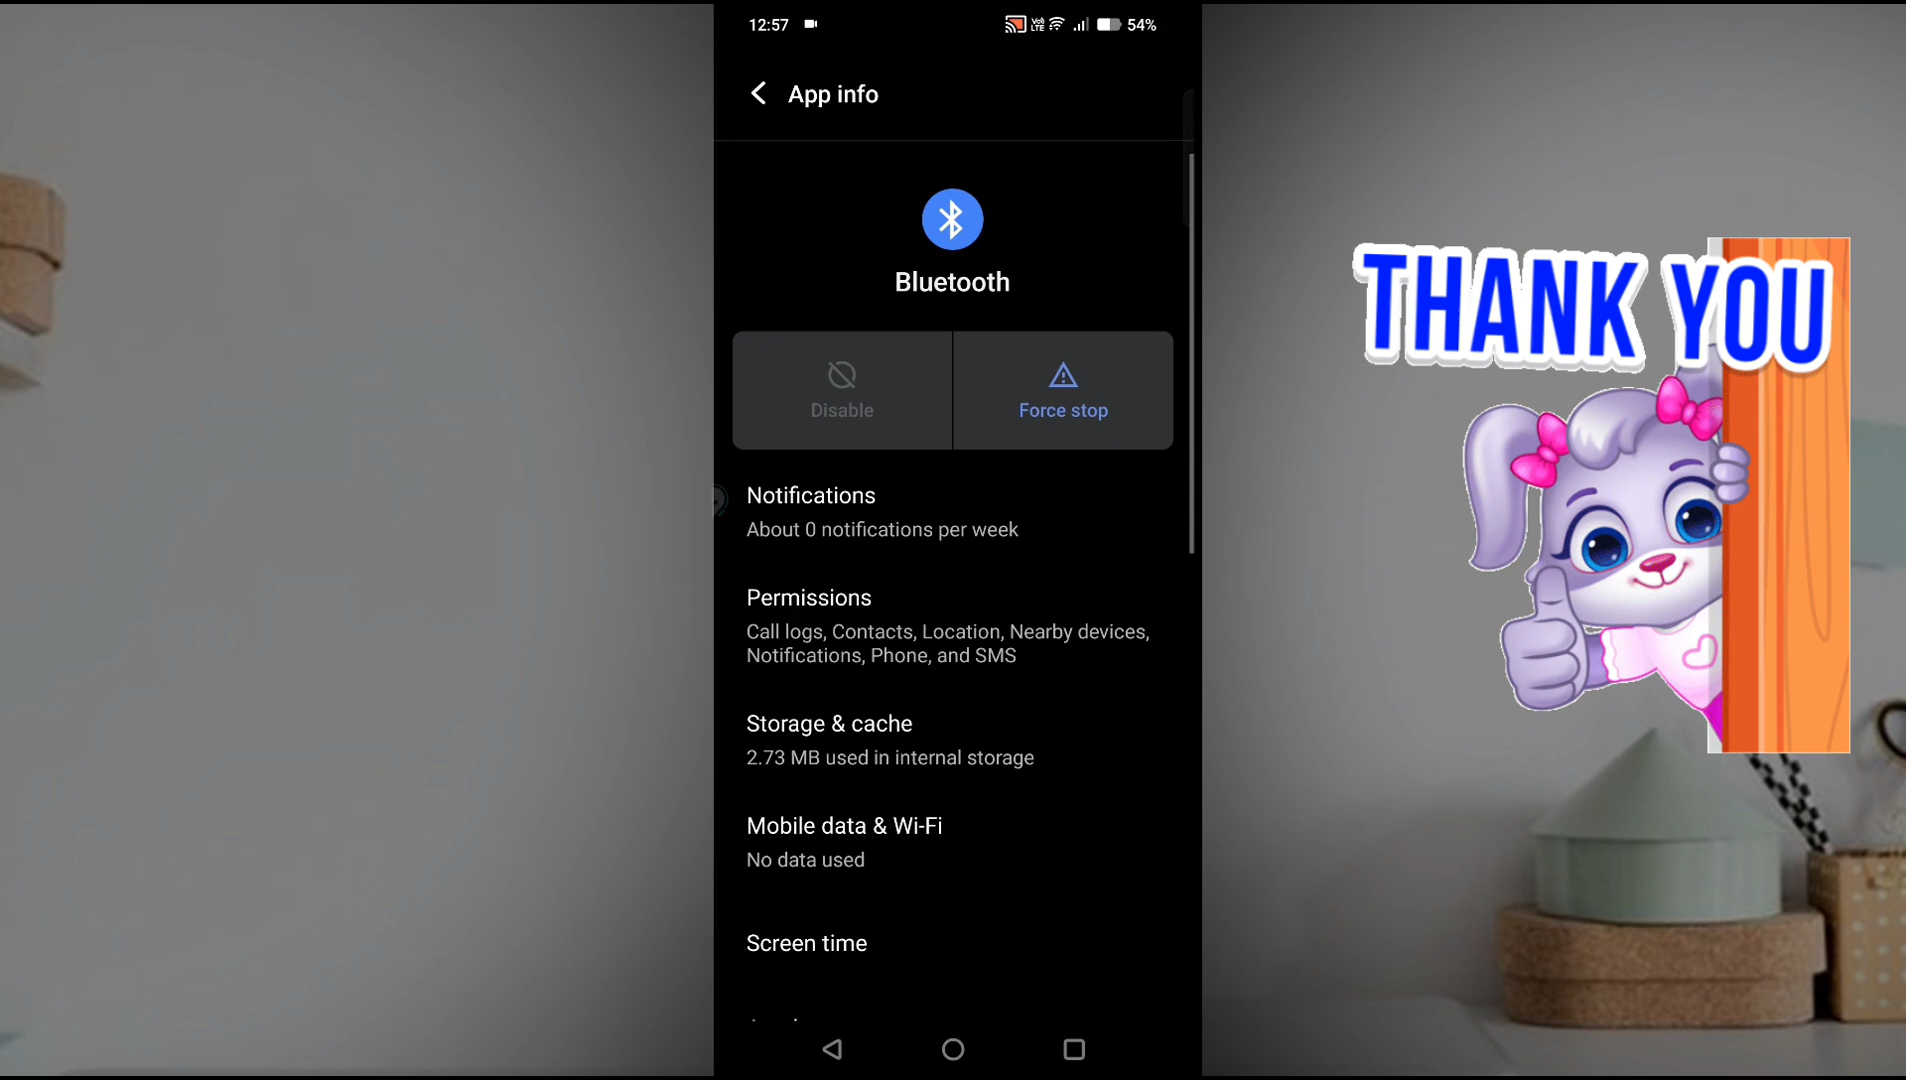 12:57
Vo)
LTE
54%
App info
Bluetooth
Disable
Force stop
Notifications
About 0 notifications per week
Permissions
Call logs, Contacts, Location, Nearby devices,
Notifications, Phone, and SMS
Storage & cache
2.73 MB used in internal storage
Mobile data & Wi-Fi
No data used
Screen time
THANK YOU